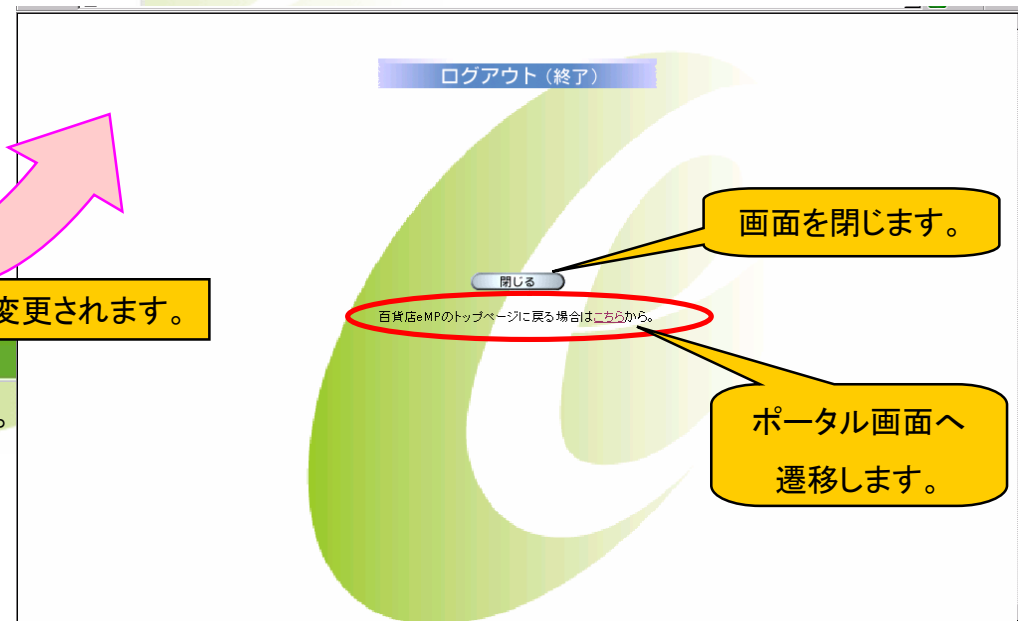 ログアウト（終了）
画面を閉じます。
閉じる
変更されます。
百貨店eMPのトップページに戻る場合はこちらから。
ポータル画面へ
遷移します。
。